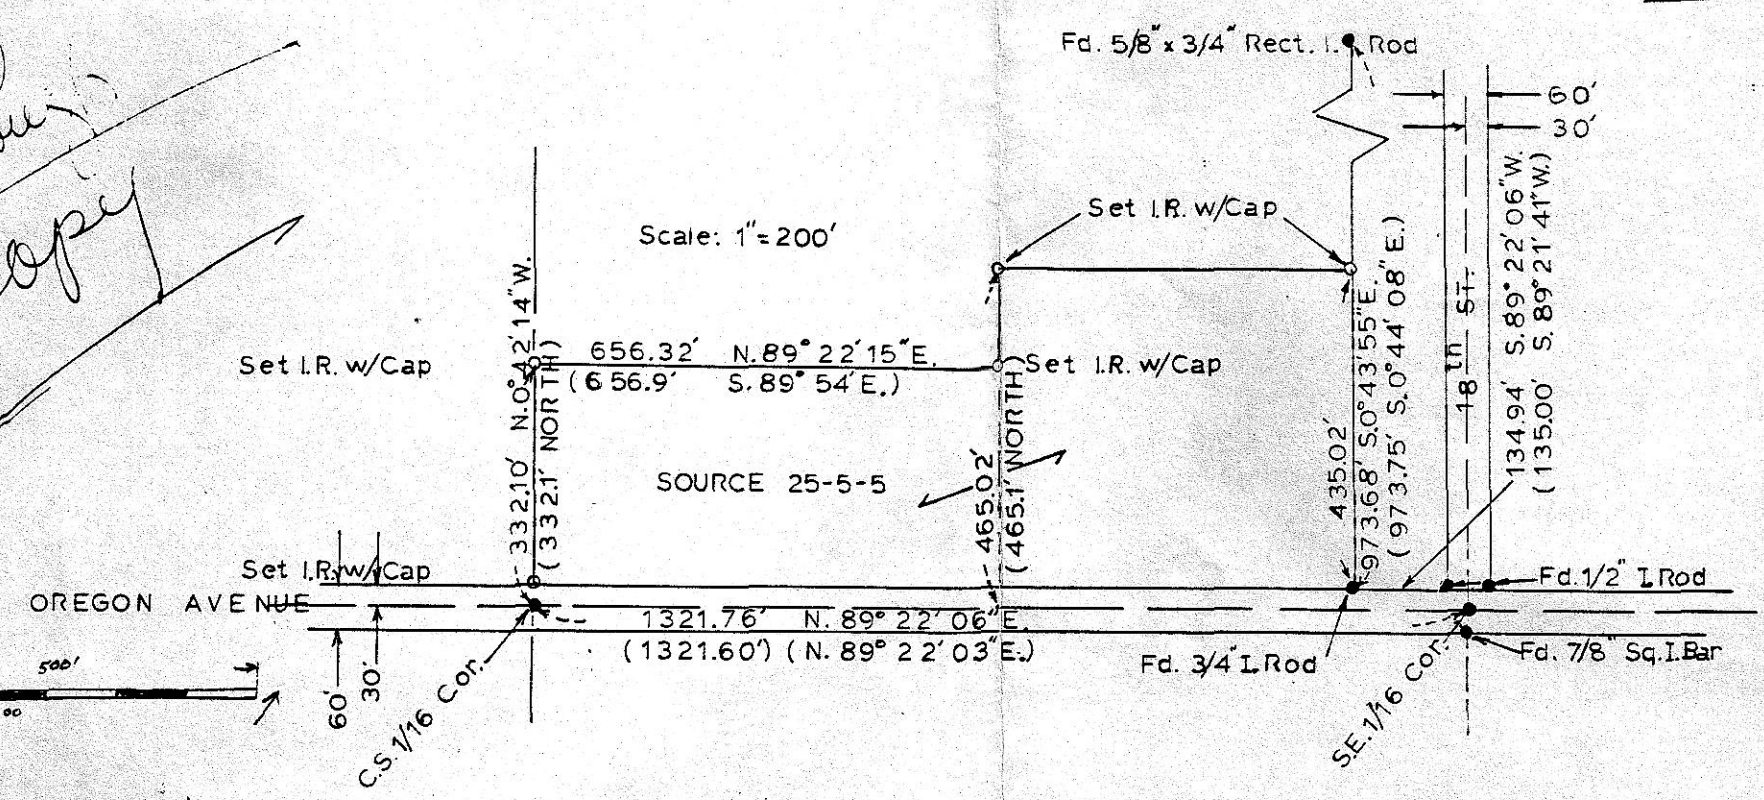 Copy
Fd. 5/8" x 3/4" Rect. I. Rod
60'
30'
Set I.R. w/Cap
Scale: 1"=200'
S.89° 22' 06"W.
S.89° 21' 41"W.)
134.94'
(135.00'
18th ST.
973.68' S.0° 43' 55"E.
(973.75' S.0° 44' 08"E.)
435.02'
332.10' N.0° 42' 14"W.
(332.1' NORTH)
Set I.R. w/Cap
656.32' N.89° 22' 15"E.
(656.9' S.89° 54' E.)
Set I.R. w/Cap
SOURCE 25-5-5
465.02'
(465.1' NORTH)
Set I.R. w/Cap
OREGON AVENUE
Fd. 1/2" I.Rod
1321.76' N. 89° 22' 06" E.
(1321.60') (N. 89° 22' 03"E.)
Fd. 3/4" I.Rod
Fd. 7/8" Sq.I.Bar
500'
00
60'
30'
C.S. 1/16 Cor.
S.E. 1/16 Cor.